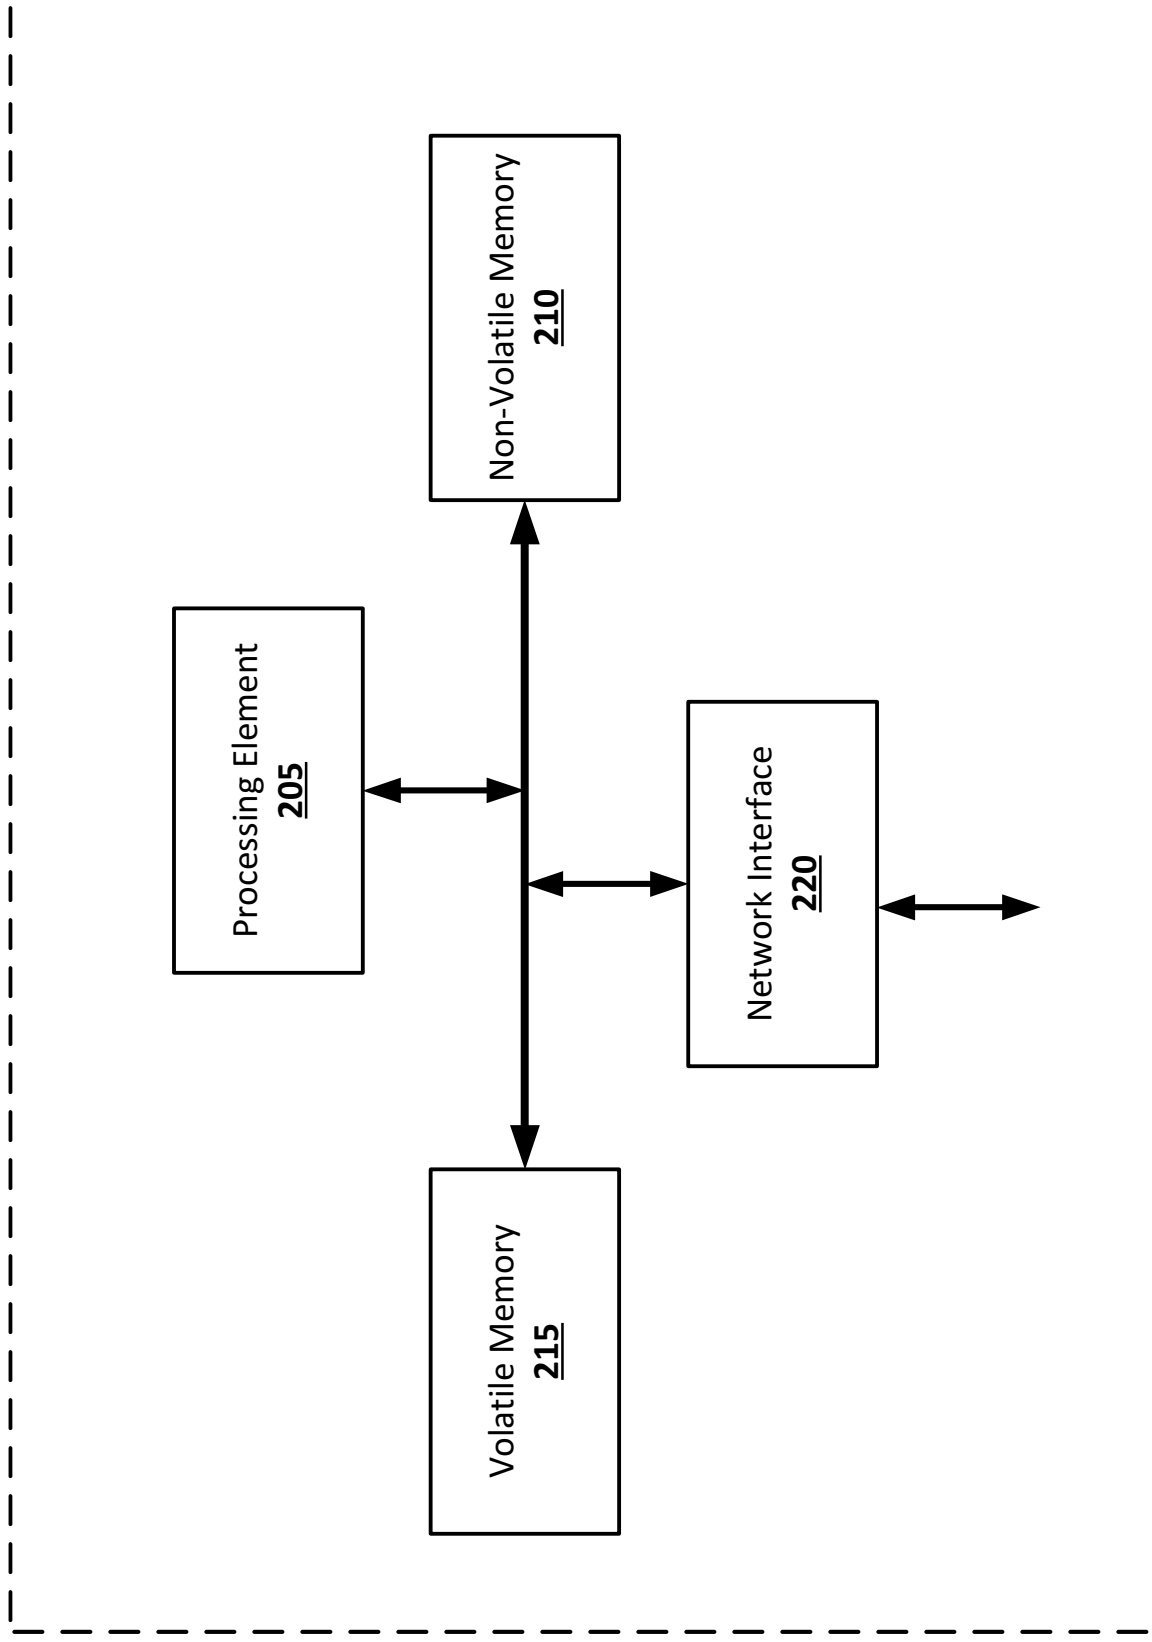 Processing Element
205
Volatile Memory
215
Non-Volatile Memory
210
Network Interface
220